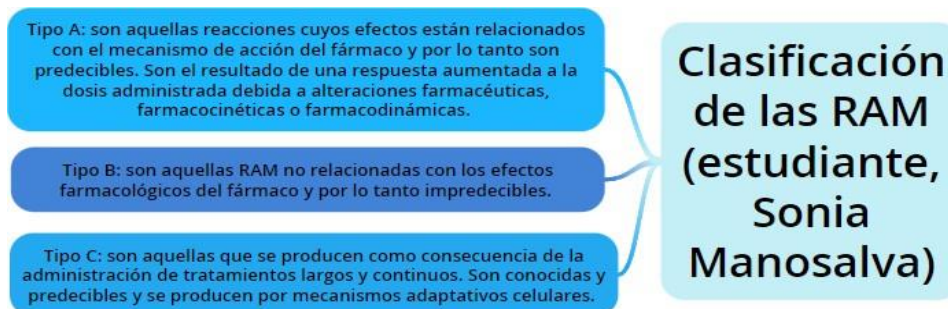 Tipo A: son aquellas reacciones cuyos efectos están relacionados
con el mecanismo de acción del fármaco y por lo tanto son
predecibles. Son el resultado de una respuesta aumentada a la
dosis administrada debida a alteraciones farmacéuticas,
farmacocinéticas o farmacodinámicas.
Tipo B: son aquellas RAM no relacionadas con los efectos
farmacológicos del fármaco y por lo tanto impredecibles.
Tipo C: son aquellas que se producen como consecuencia de la
administración de tratamientos largos y continuos. Son conocidas y
predecibles y se producen por mecanismos adaptativos celulares.
Clasificación
de las RAM
(estudiante,
Sonia
Manosalva)